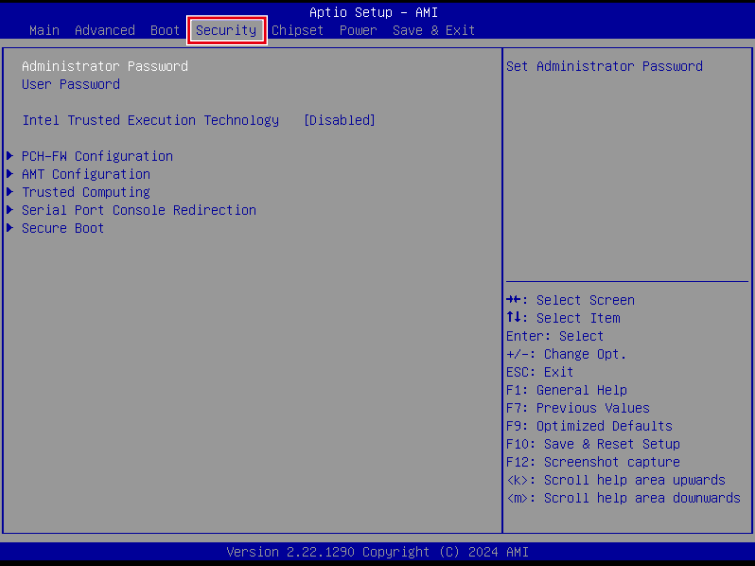 Aptio Setup – AMI
Main Advanced Boot Security Chipset Power Save & Exit
Administrator Password
User Password
Intel Trusted Execution Technology [Disabled]
PCH-FW Configuration
AMT Configuration
Trusted Computing
Serial Port Console Redirection
Secure Boot
Set Administrator Password
→←: Select Screen
↑↓: Select Item
Enter: Select
+/-: Change Opt.
ESC: Exit
F1: General Help
F7: Previous Values
F9: Optimized Defaults
F10: Save & Reset Setup
F12: Screenshot capture
<k>: Scroll help area upwards
<m>: Scroll help area downwards
Version 2.22.1290 Copyright (C) 2024 AMI